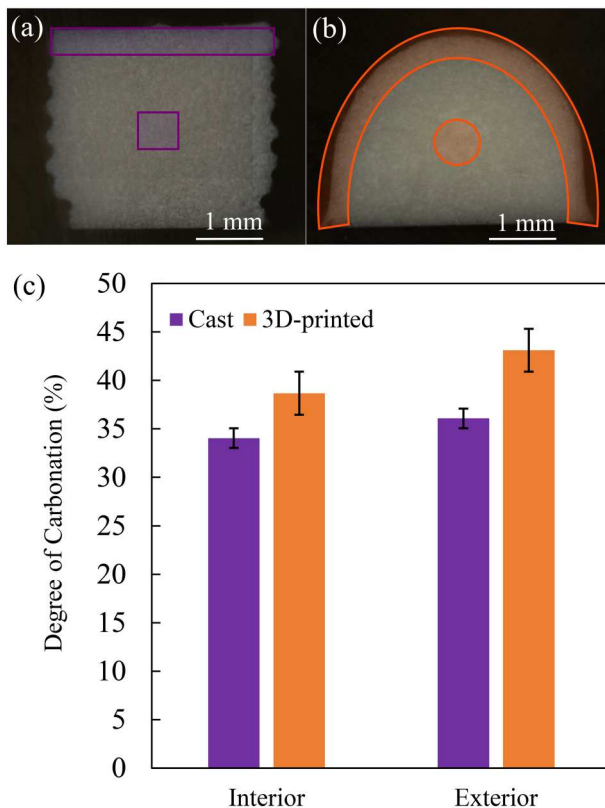 (a)
1 mm
(b)
1 mm
(c)
Cast 3D-printed
Degree of Carbonation (%)
50
45
40
35
30
25
20
15
10
5
0
Interior Exterior